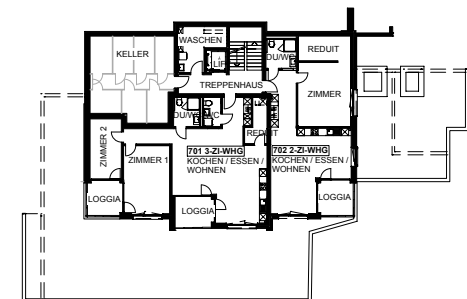 WASCHEN
KELLER
LIFT
DU/WC
REDUIT
TREPPENHAUS
ZIMMER
DU/WC
WC
REDUIT
ZIMMER 2
ZIMMER 1
701 3-ZI-WHG
KOCHEN / ESSEN /
WOHNEN
702 2-ZI-WHG
KOCHEN / ESSEN /
WOHNEN
LOGGIA
LOGGIA
LOGGIA